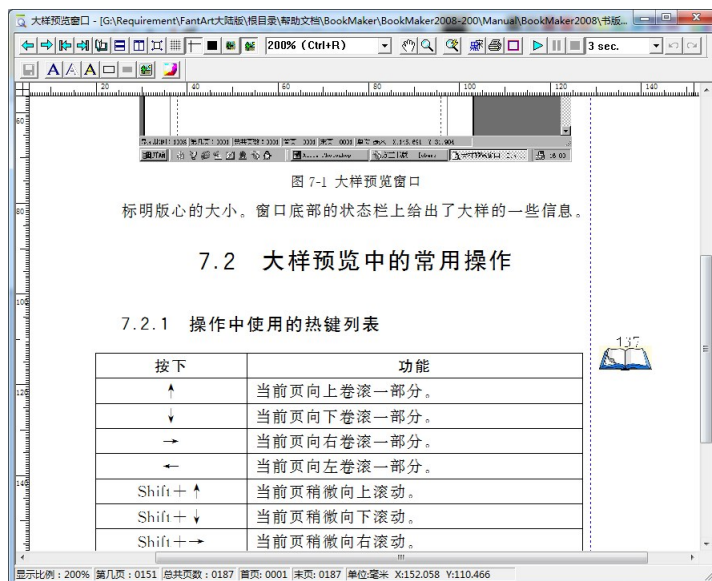 大样预览窗口 - [G:\Requirement\FantArt大陆版\根目录\帮助文档\BookMaker\BookMaker2008-200\Manual\BookMaker2008\书版...
200% (Ctrl+R)
3 sec.
20 40 60 80 100 120 140
60
80
100
120
140
图 7-1 大样预览窗口
标明版心的大小。窗口底部的状态栏上给出了大样的一些信息。
7.2 大样预览中的常用操作
7.2.1 操作中使用的热键列表
137
按下 功能
↑ 当前页向上卷滚一部分。
↓ 当前页向下卷滚一部分。
→ 当前页向右卷滚一部分。
← 当前页向左卷滚一部分。
Shift+↑ 当前页稍微向上滚动。
Shift+↓ 当前页稍微向下滚动。
Shift+→ 当前页稍微向右滚动。
显示比例：200% 第几页：0151 总共页数：0187 首页：0001 末页：0187 单位:毫米 X:152.058 Y:110.466